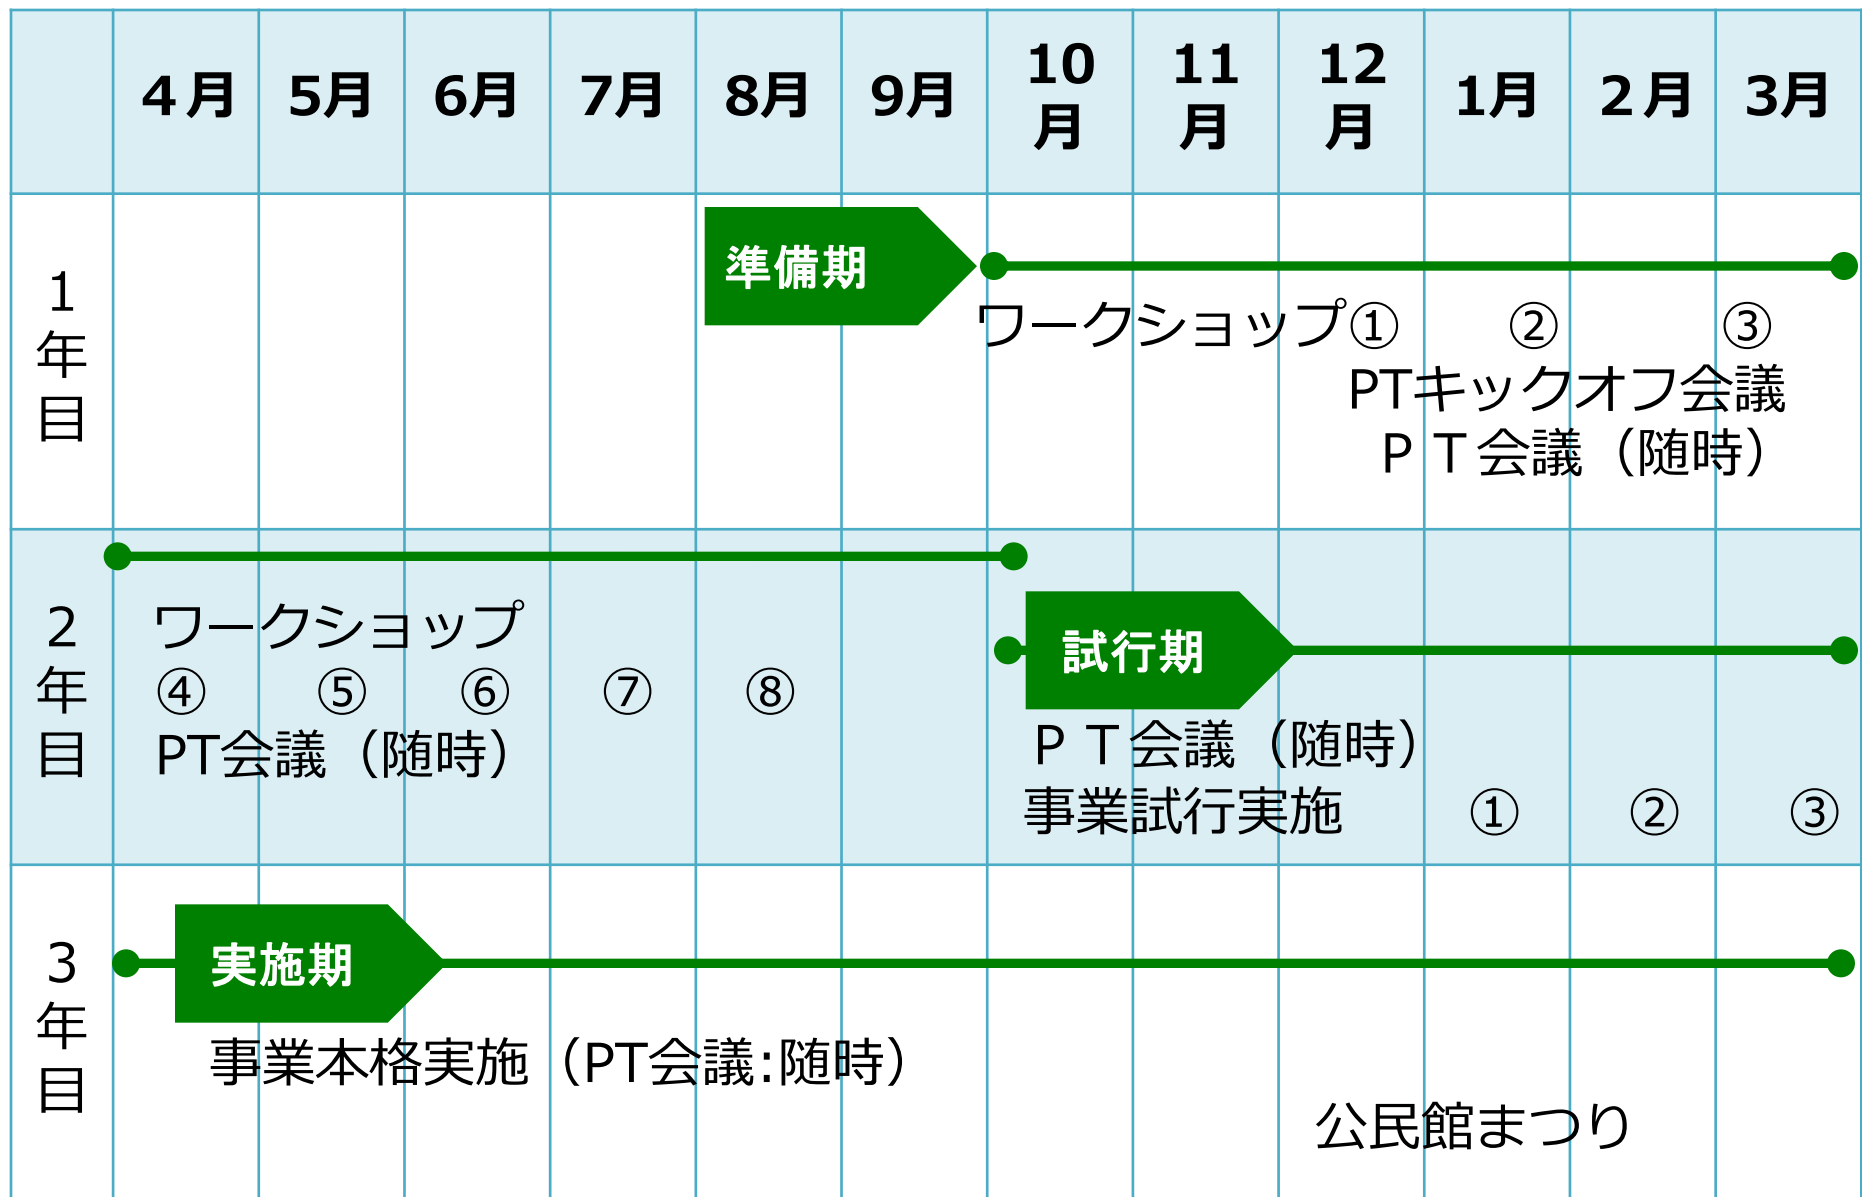 ４月 5月 6月 7月 8月 9月 10月 11月 12月 1月 ２月 3月
1年目
準備期
ワークショップ① ② ③
PTキックオフ会議
ＰＴ会議（随時）
2年目
ワークショップ
④ ⑤ ⑥ ⑦ ⑧
PT会議（随時）
試行期
ＰＴ会議（随時）
事業試行実施 ① ② ③
3年目
実施期
事業本格実施（PT会議:随時）
公民館まつり